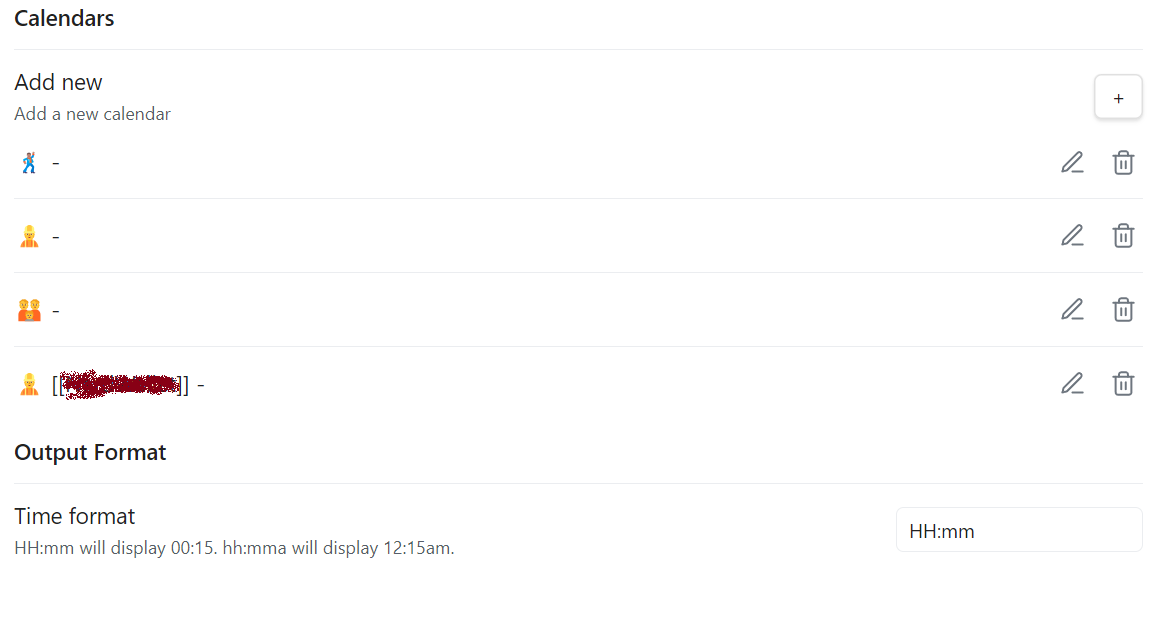 Calendars
Add new
Add a new calendar
+
🕺 -
👱 -
👪 -
👱 [[]] -
Output Format
Time format
HH:mm
HH:mm will display 00:15. hh:mma will display 12:15am.